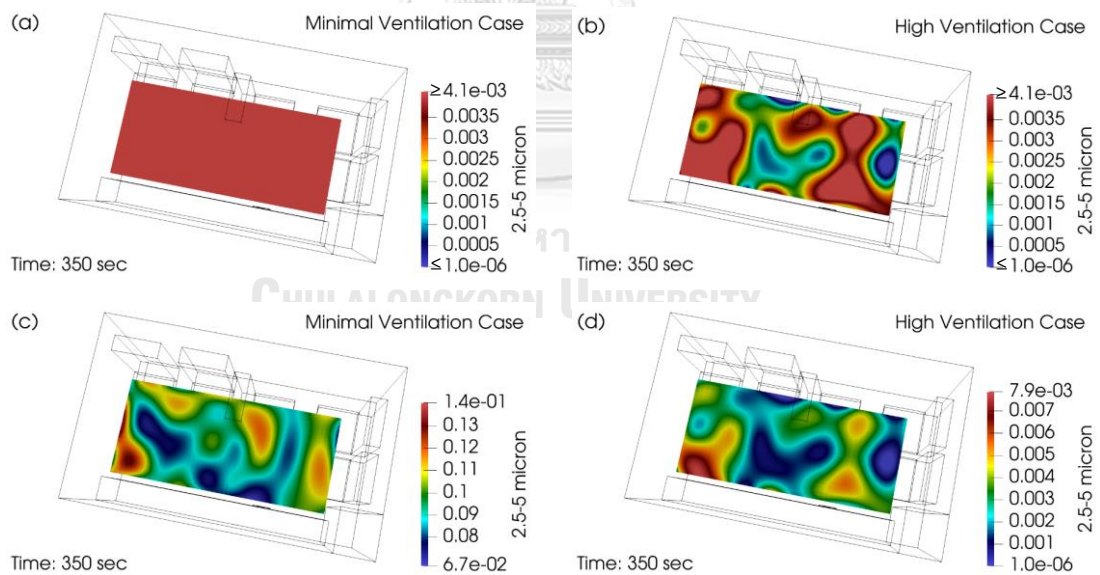 (a)
Minimal Ventilation Case
≥4.1e-03
0.0035
0.003
0.0025
0.002
0.0015
0.001
0.0005
≤1.0e-06
2.5-5 micron
Time: 350 sec
(b)
High Ventilation Case
≥4.1e-03
0.0035
0.003
0.0025
0.002
0.0015
0.001
0.0005
≤1.0e-06
2.5-5 micron
Time: 350 sec
CHULALONGKORN UNIVERSITY
(c)
Minimal Ventilation Case
1.4e-01
0.13
0.12
0.11
0.1
0.09
0.08
6.7e-02
2.5-5 micron
Time: 350 sec
(d)
High Ventilation Case
7.9e-03
0.007
0.006
0.005
0.004
0.003
0.002
0.001
1.0e-06
2.5-5 micron
Time: 350 sec